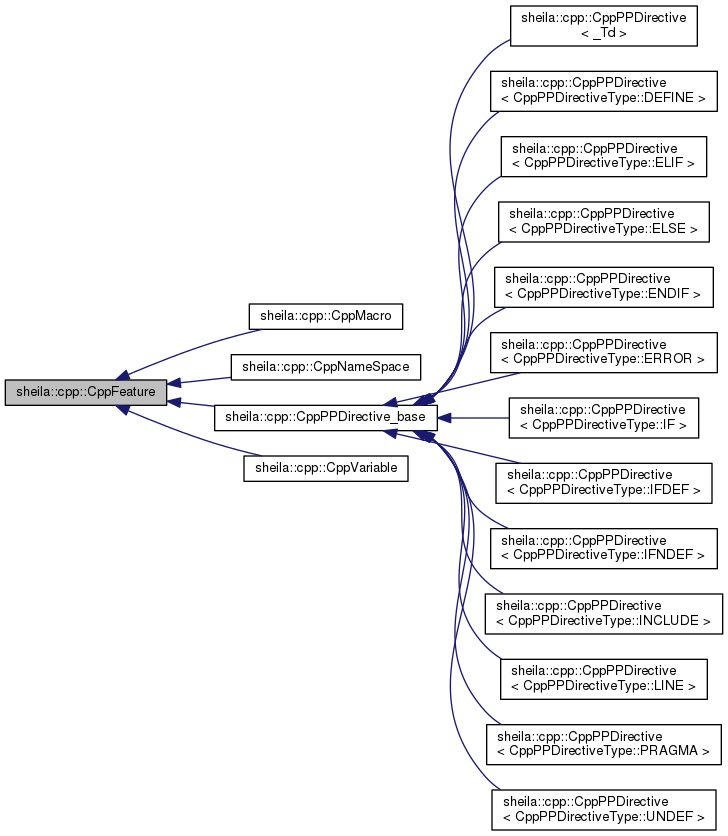 sheila::cpp::CppFeature
sheila::cpp::CppMacro
sheila::cpp::CppNameSpace
sheila::cpp::CppPPDirective_base
sheila::cpp::CppVariable
sheila::cpp::CppPPDirective
< _Td >
sheila::cpp::CppPPDirective
< CppPPDirectiveType::DEFINE >
sheila::cpp::CppPPDirective
< CppPPDirectiveType::ELIF >
sheila::cpp::CppPPDirective
< CppPPDirectiveType::ELSE >
sheila::cpp::CppPPDirective
< CppPPDirectiveType::ENDIF >
sheila::cpp::CppPPDirective
< CppPPDirectiveType::ERROR >
sheila::cpp::CppPPDirective
< CppPPDirectiveType::IF >
sheila::cpp::CppPPDirective
< CppPPDirectiveType::IFDEF >
sheila::cpp::CppPPDirective
< CppPPDirectiveType::IFNDEF >
sheila::cpp::CppPPDirective
< CppPPDirectiveType::INCLUDE >
sheila::cpp::CppPPDirective
< CppPPDirectiveType::LINE >
sheila::cpp::CppPPDirective
< CppPPDirectiveType::PRAGMA >
sheila::cpp::CppPPDirective
< CppPPDirectiveType::UNDEF >